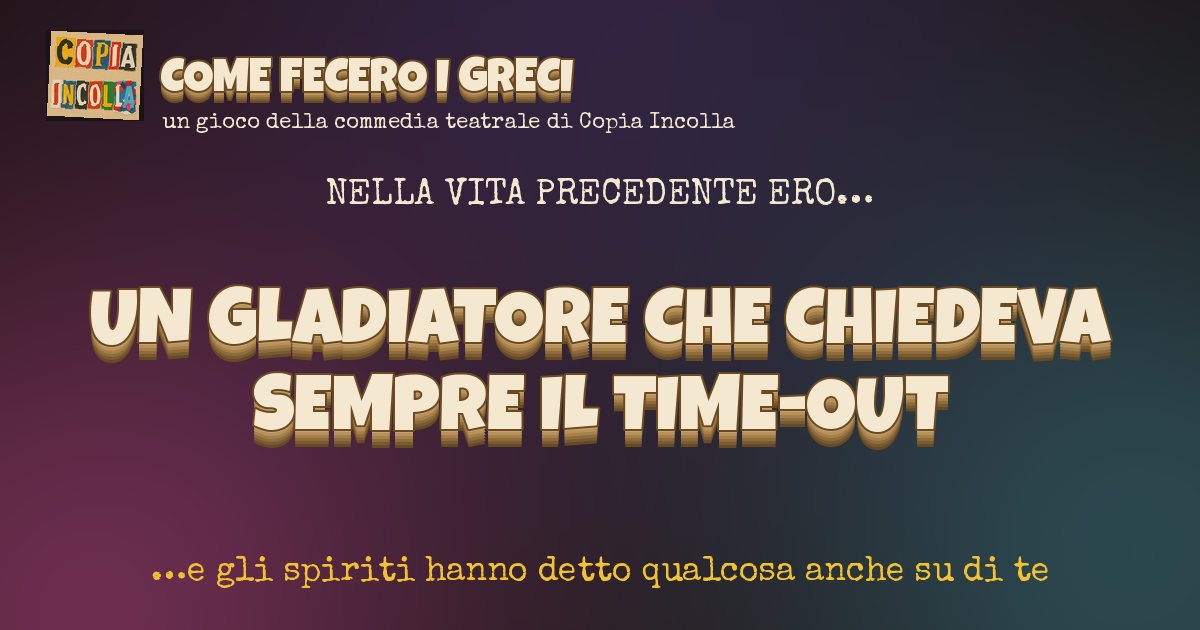 COPIA
INCOLLA
COME FECERO I GRECI
un gioco della commedia teatrale di Copia Incolla
NELLA VITA PRECEDENTE ERO...
UN GLADIATORE CHE CHIEDEVA
SEMPRE IL TIME-OUT
...e gli spiriti hanno detto qualcosa anche su di te